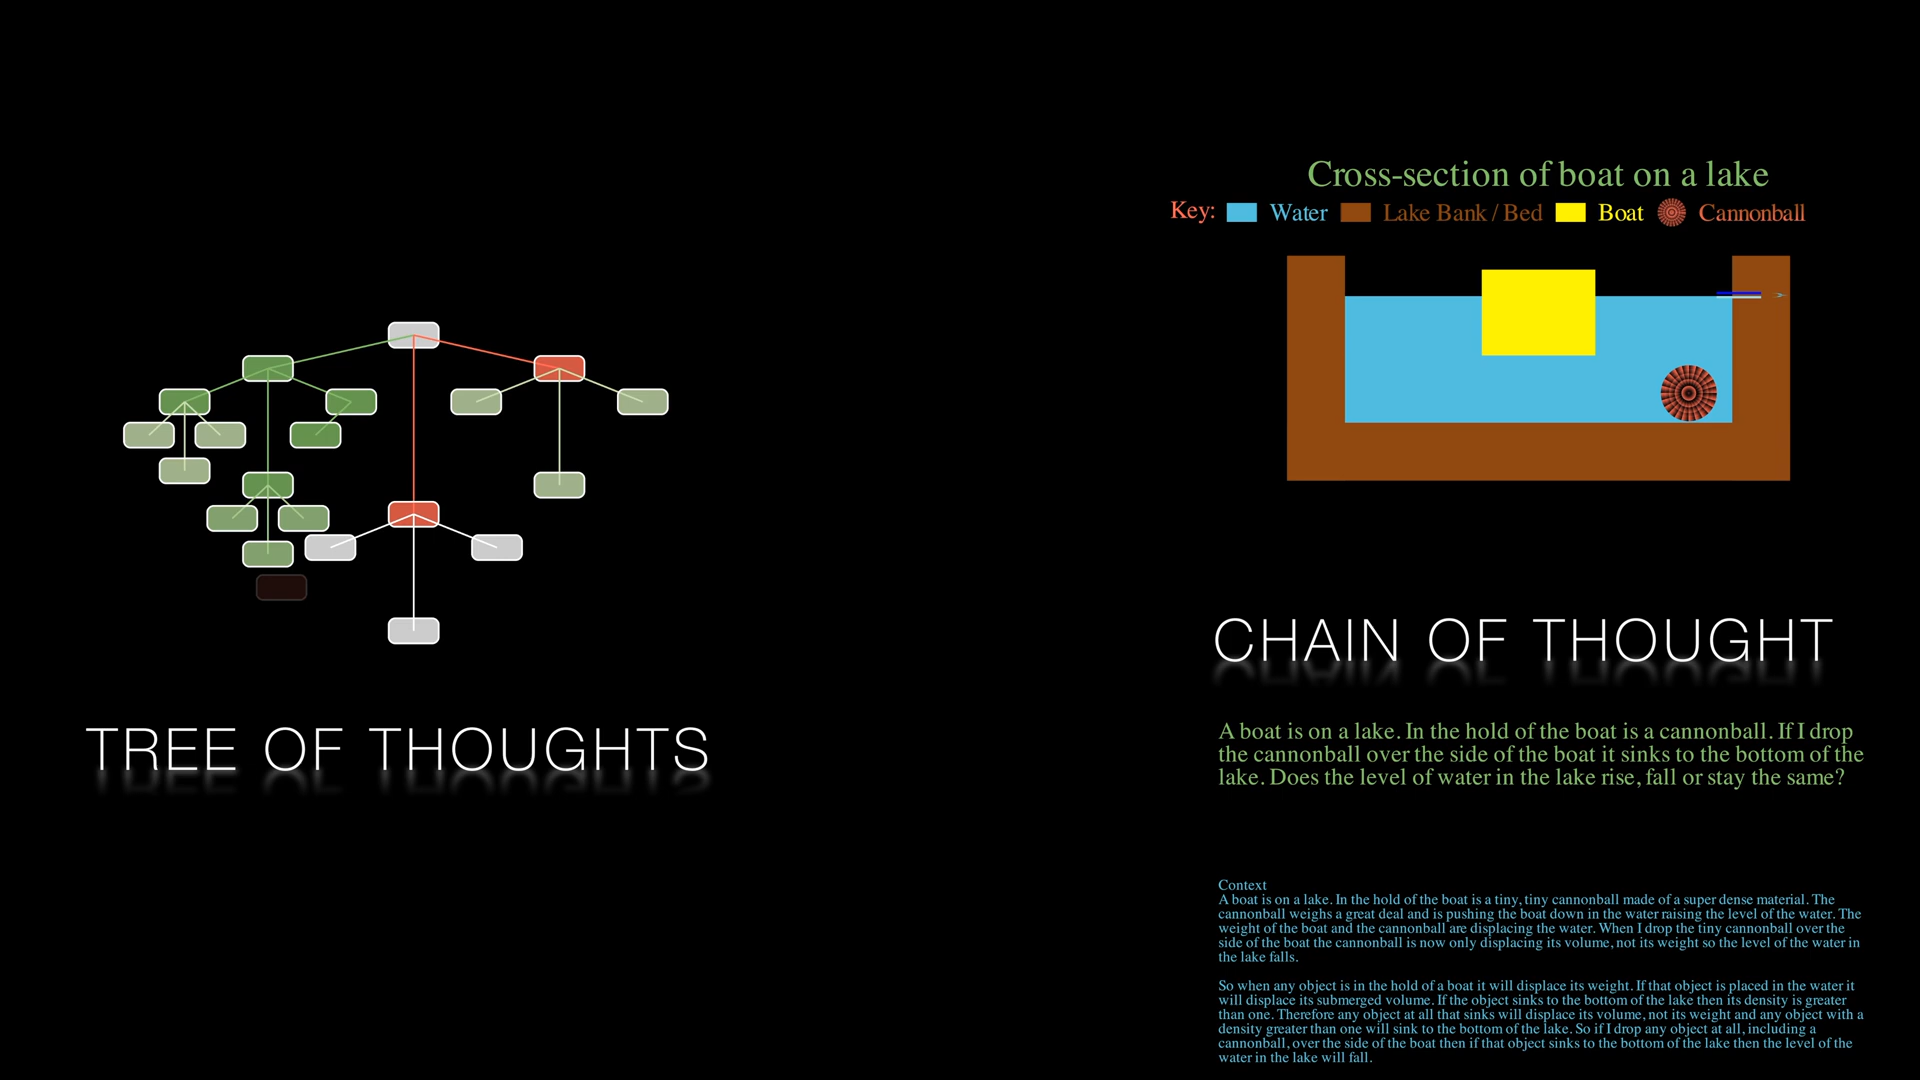 TREE OF THOUGHTS
Cross-section of boat on a lake
Key: Water Lake Bank / Bed Boat Cannonball
CHAIN OF THOUGHT
A boat is on a lake. In the hold of the boat is a cannonball. If I drop
the cannonball over the side of the boat it sinks to the bottom of the
lake. Does the level of water in the lake rise, fall or stay the same?
Context
A boat is on a lake. In the hold of the boat is a tiny, tiny cannonball made of a super dense material. The
cannonball weighs a great deal and is pushing the boat down in the water raising the level of the water. The
weight of the boat and the cannonball are displacing the water. When I drop the tiny cannonball over the
side of the boat the cannonball is now only displacing its volume, not its weight so the level of the water in
the lake falls.
So when any object is in the hold of a boat it will displace its weight. If that object is placed in the water it
will displace its submerged volume. If the object sinks to the bottom of the lake then its density is greater
than one. Therefore any object at all that sinks will displace its volume, not its weight and any object with a
density greater than one will sink to the bottom of the lake. So if I drop any object at all, including a
cannonball, over the side of the boat then if that object sinks to the bottom of the lake then the level of the
water in the lake will fall.